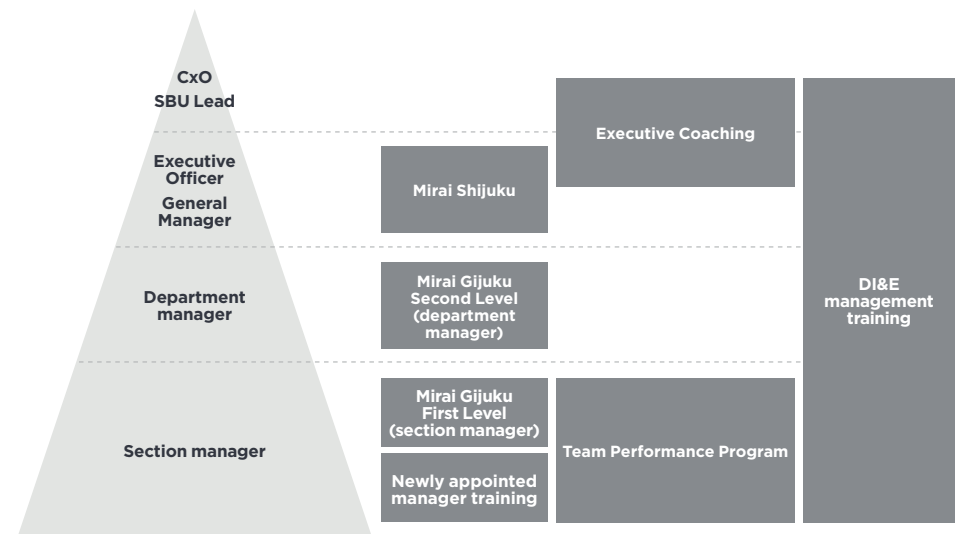 CxO
SBU Lead
Executive
Officer
General
Manager
Department
manager
Section manager
Mirai Shijuku
Mirai Gijuku
Second Level
(department
manager)
Mirai Gijuku
First Level
(section manager)
Newly appointed
manager training
Executive Coaching
Team Performance Program
DI&E
management
training